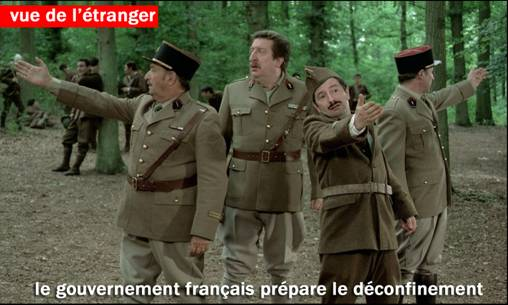 vue de l'étranger
le gouvernement français prépare le déconfinement